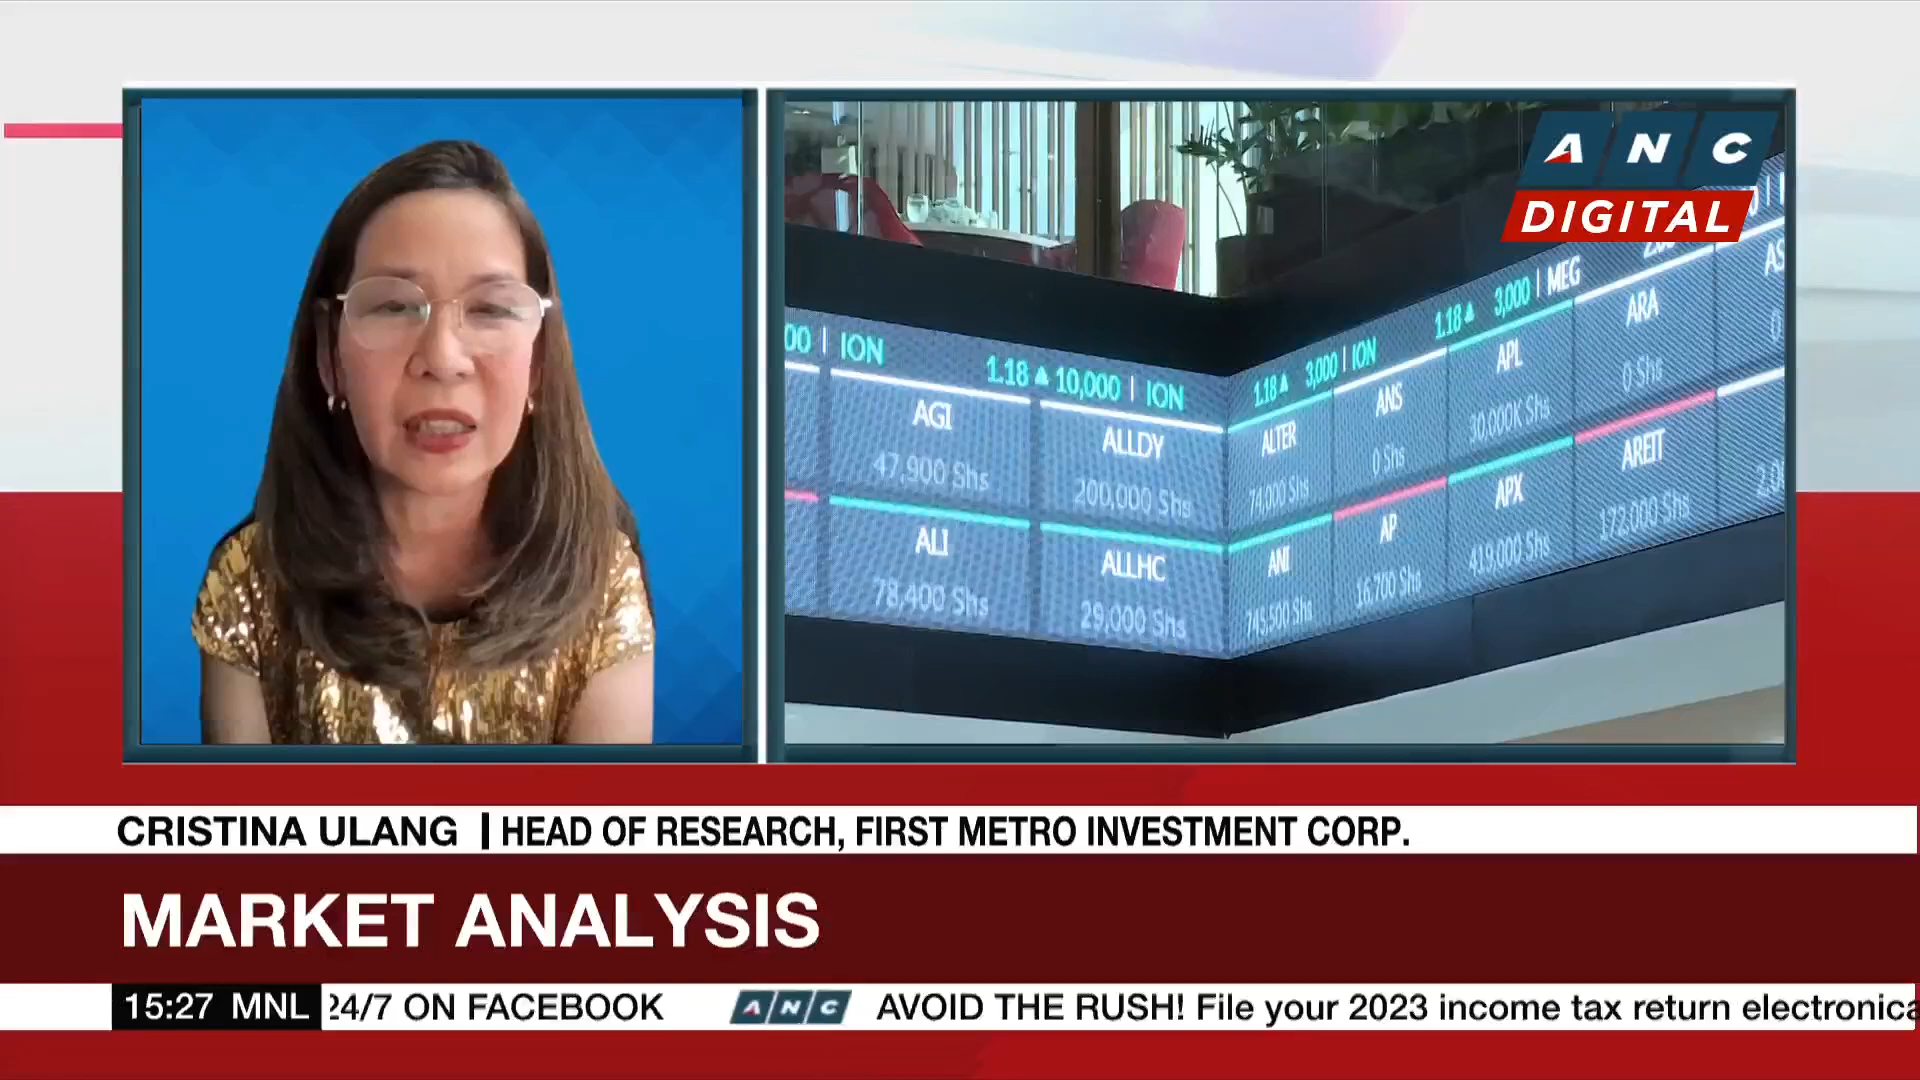 ANC
DIGITAL
00 | ION 1.18▲ 10,000 | ION
1.18▲ 3,000 | ION 1.18▲ 3,000 | MEG
AGI
47,900 Shs
ALLDY
200,000 Shs
ALTER
74,000 Shs
ANS
0 Shs
APL
30,000K Shs
ARA
0 Shs
AS
0
ALI
78,400 Shs
ALLHC
29,000 Shs
ANI
745,500 Shs
AP
16,700 Shs
APX
419,000 Shs
AREIT
172,000 Shs
CRISTINA ULANG | HEAD OF RESEARCH, FIRST METRO INVESTMENT CORP.
MARKET ANALYSIS
15:27 MNL 24/7 ON FACEBOOK ANC AVOID THE RUSH! File your 2023 income tax return electronica